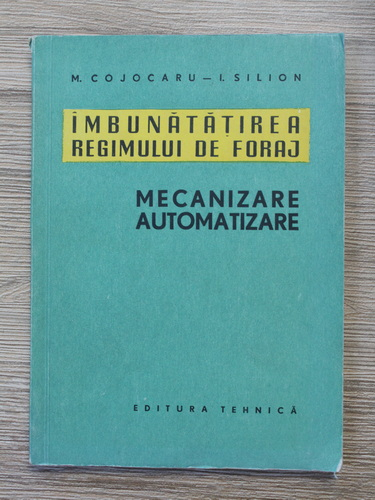 M. COJOCARU — I. SILION
ÎMBUNĂTĂȚIREA
REGIMULUI DE FORAJ
MECANIZARE
AUTOMATIZARE
EDITURA TEHNICĂ